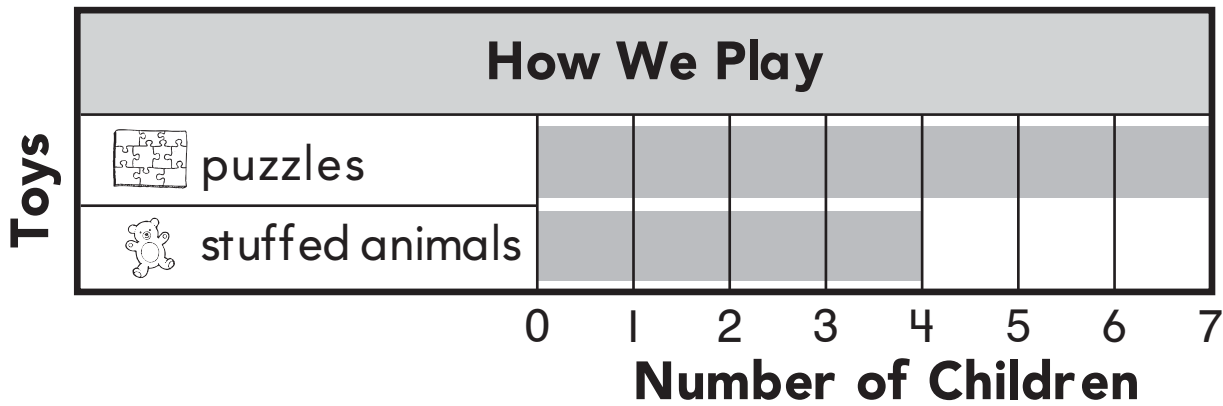 How We Play
Toys
puzzles
stuffed animals
0 1 2 3 4 5 6 7
Number of Children